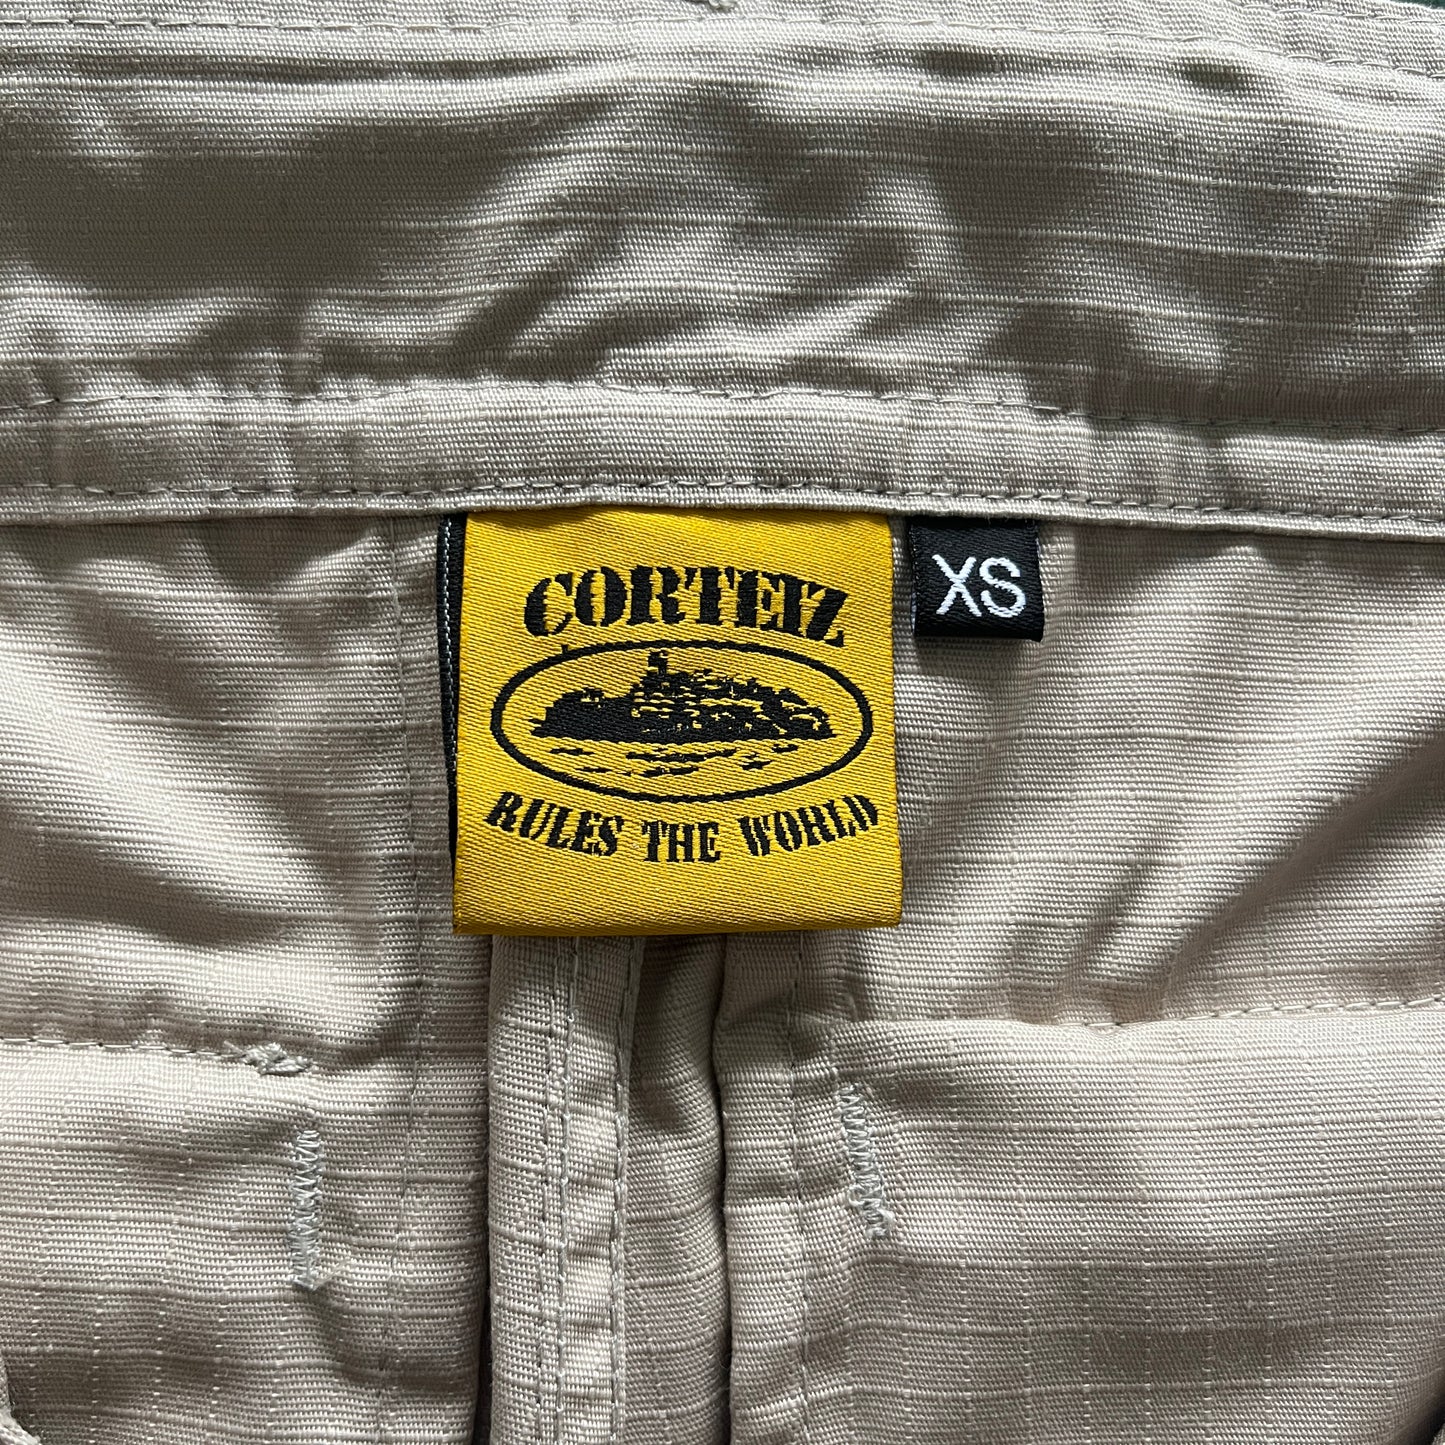 CORTEIZ
XS
RULES THE WORLD